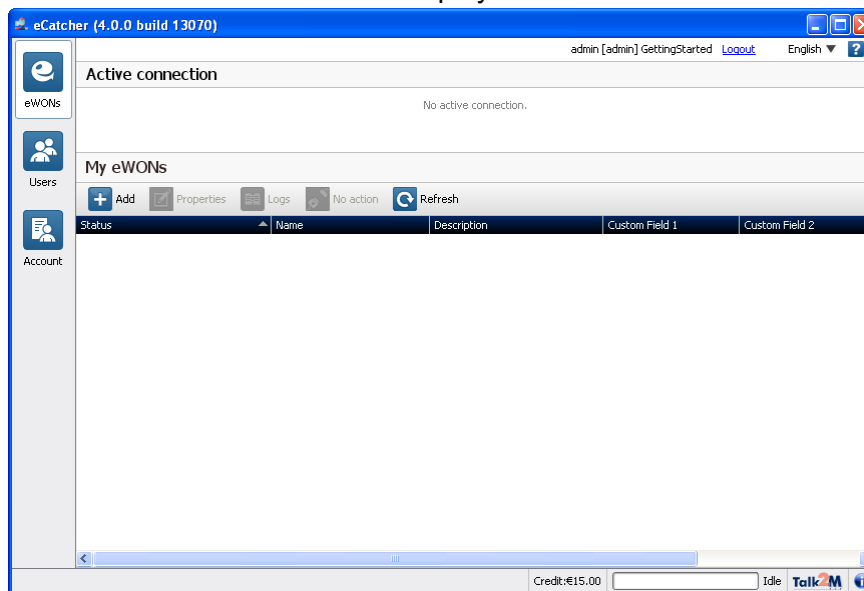 eCatcher (4.0.0 build 13070)
admin [admin] GettingStarted Logout English ▼ ?
eWONs
Active connection
No active connection.
Users
My eWONs
Add Properties Logs No action Refresh
Status Name Description Custom Field 1 Custom Field 2
Account
Credit:€15.00 Idle Talk2M